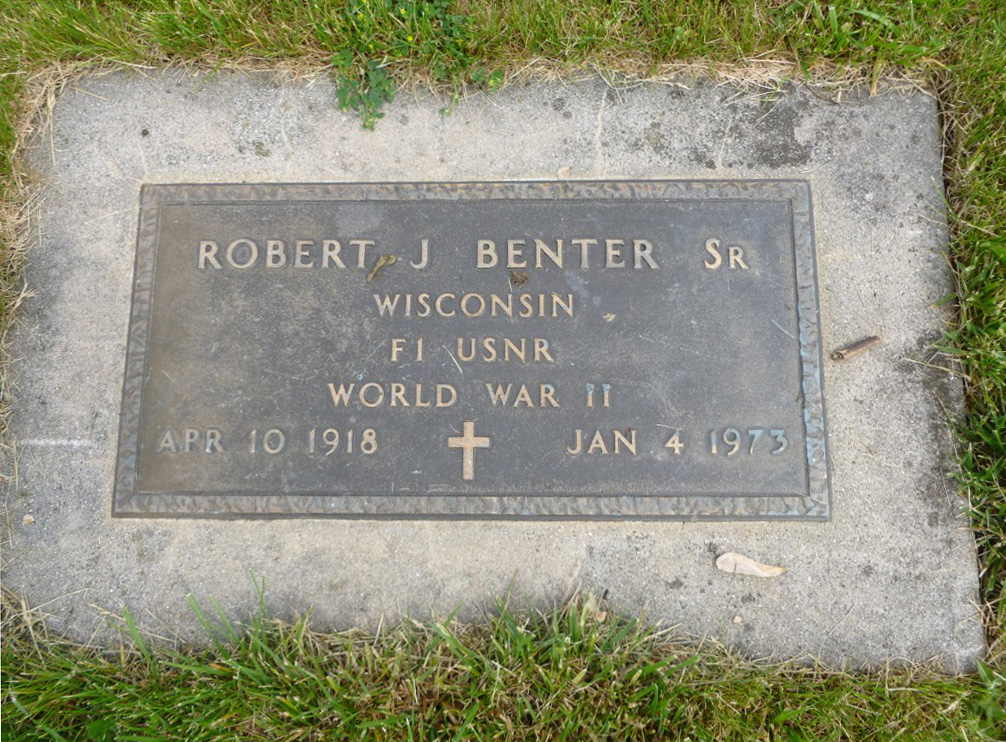 ROBERT J BENTER SR
WISCONSIN
F1 USNR
WORLD WAR II
APR 10 1918 JAN 4 1973